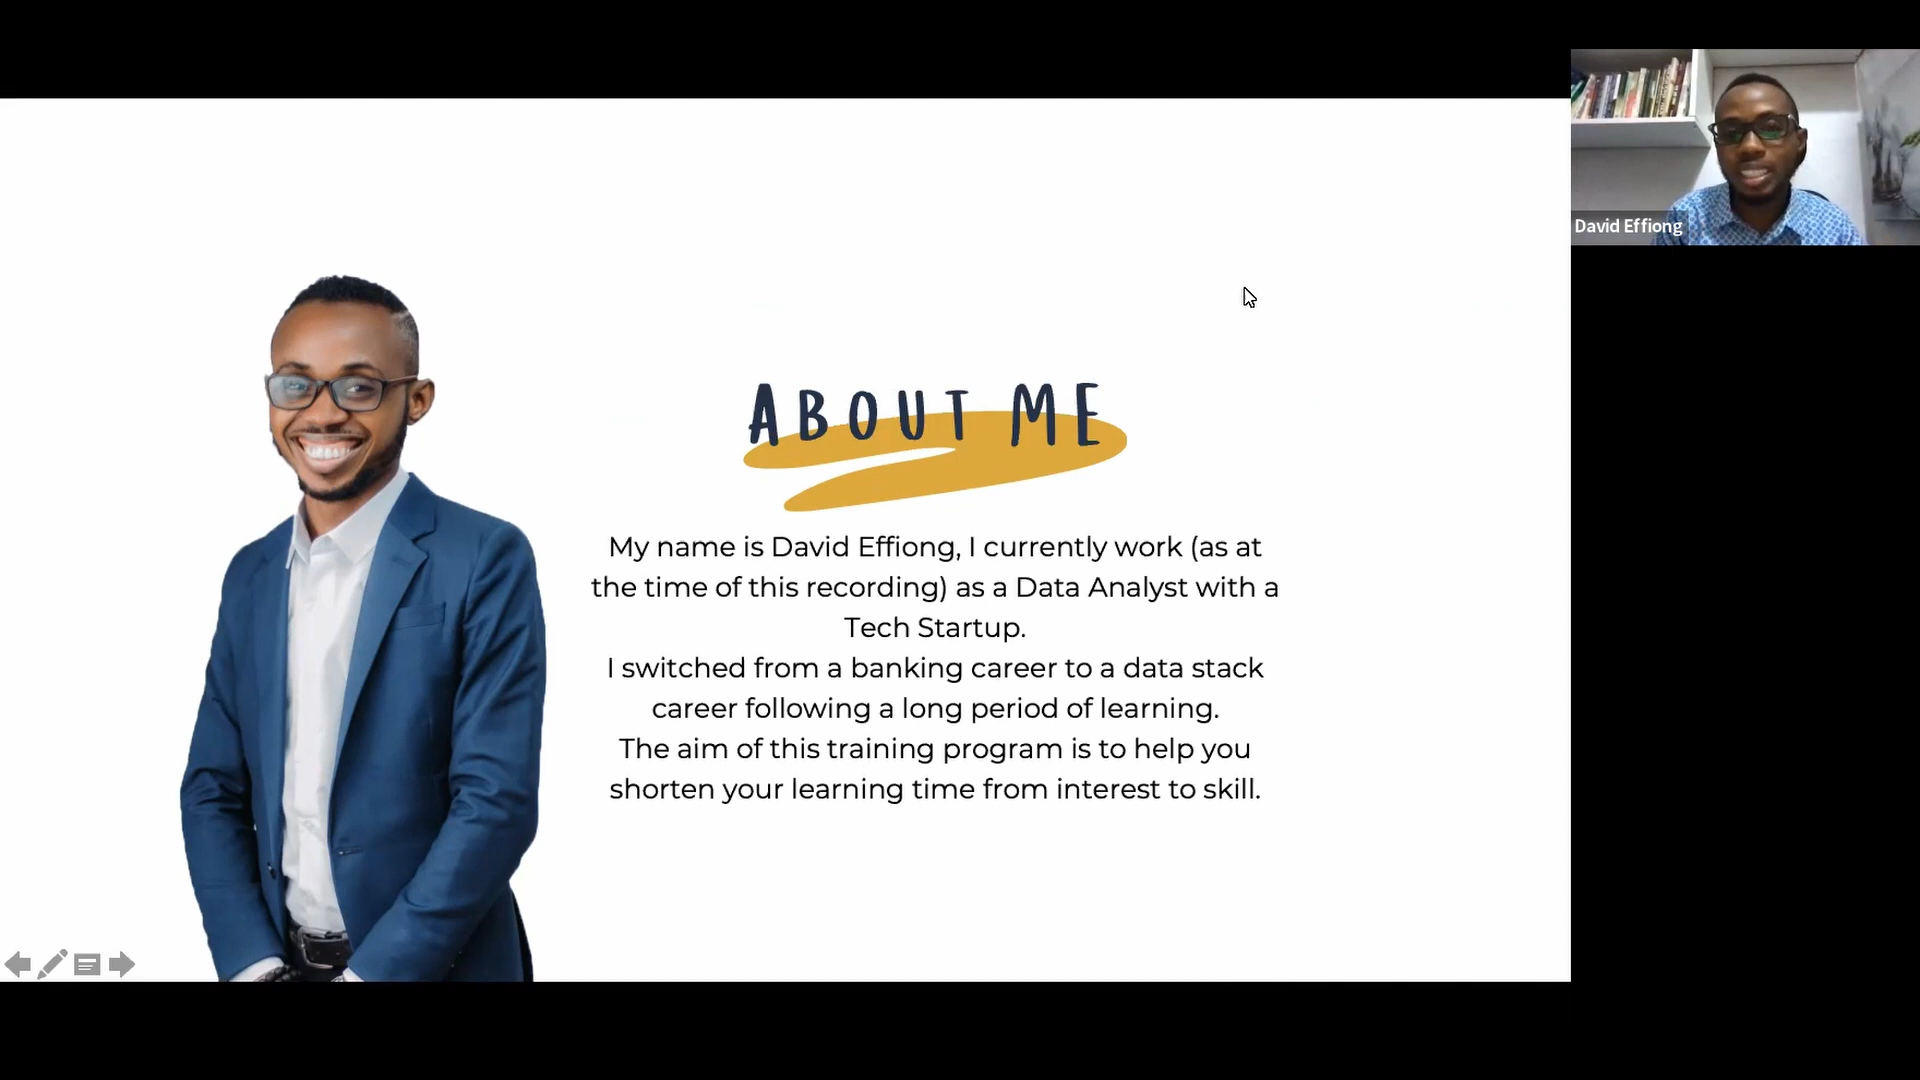 David Effiong
ABOUT ME
My name is David Effiong, I currently work (as at
the time of this recording) as a Data Analyst with a
Tech Startup.
I switched from a banking career to a data stack
career following a long period of learning.
The aim of this training program is to help you
shorten your learning time from interest to skill.